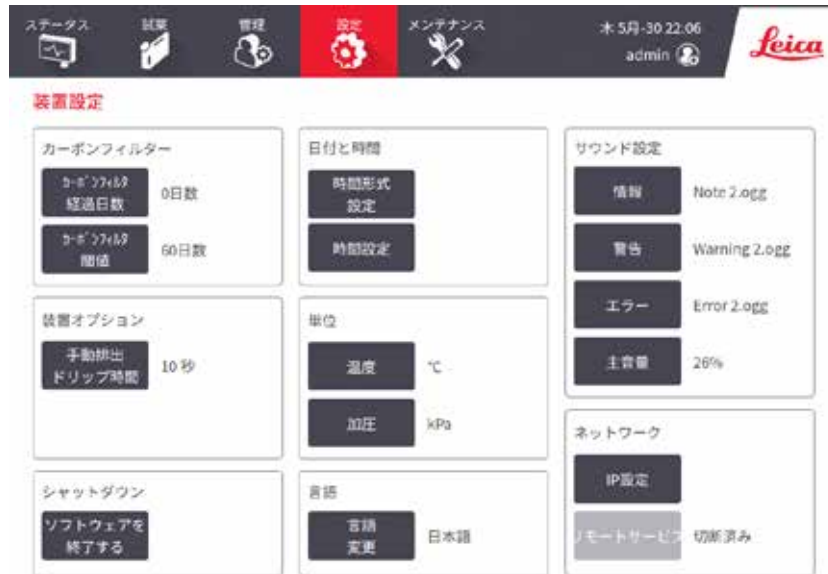 ステータス
試薬
管理
設定
メンテナンス
木 5月-30 22:06
admin
Leica
装置設定
カーボンフィルター
ｶｰﾎﾞﾝﾌｨﾙﾀ
経過日数
0日数
ｶｰﾎﾞﾝﾌｨﾙﾀ
閾値
60日数
日付と時間
時間形式
設定
時間設定
サウンド設定
情報
Note 2.ogg
警告
Warning 2.ogg
エラー
Error 2.ogg
主音量
26%
装置オプション
手動排出
ドリップ時間
10 秒
単位
温度
℃
加圧
kPa
ネットワーク
IP設定
リモートサービス
切断済み
シャットダウン
ソフトウェアを
終了する
言語
言語
変更
日本語